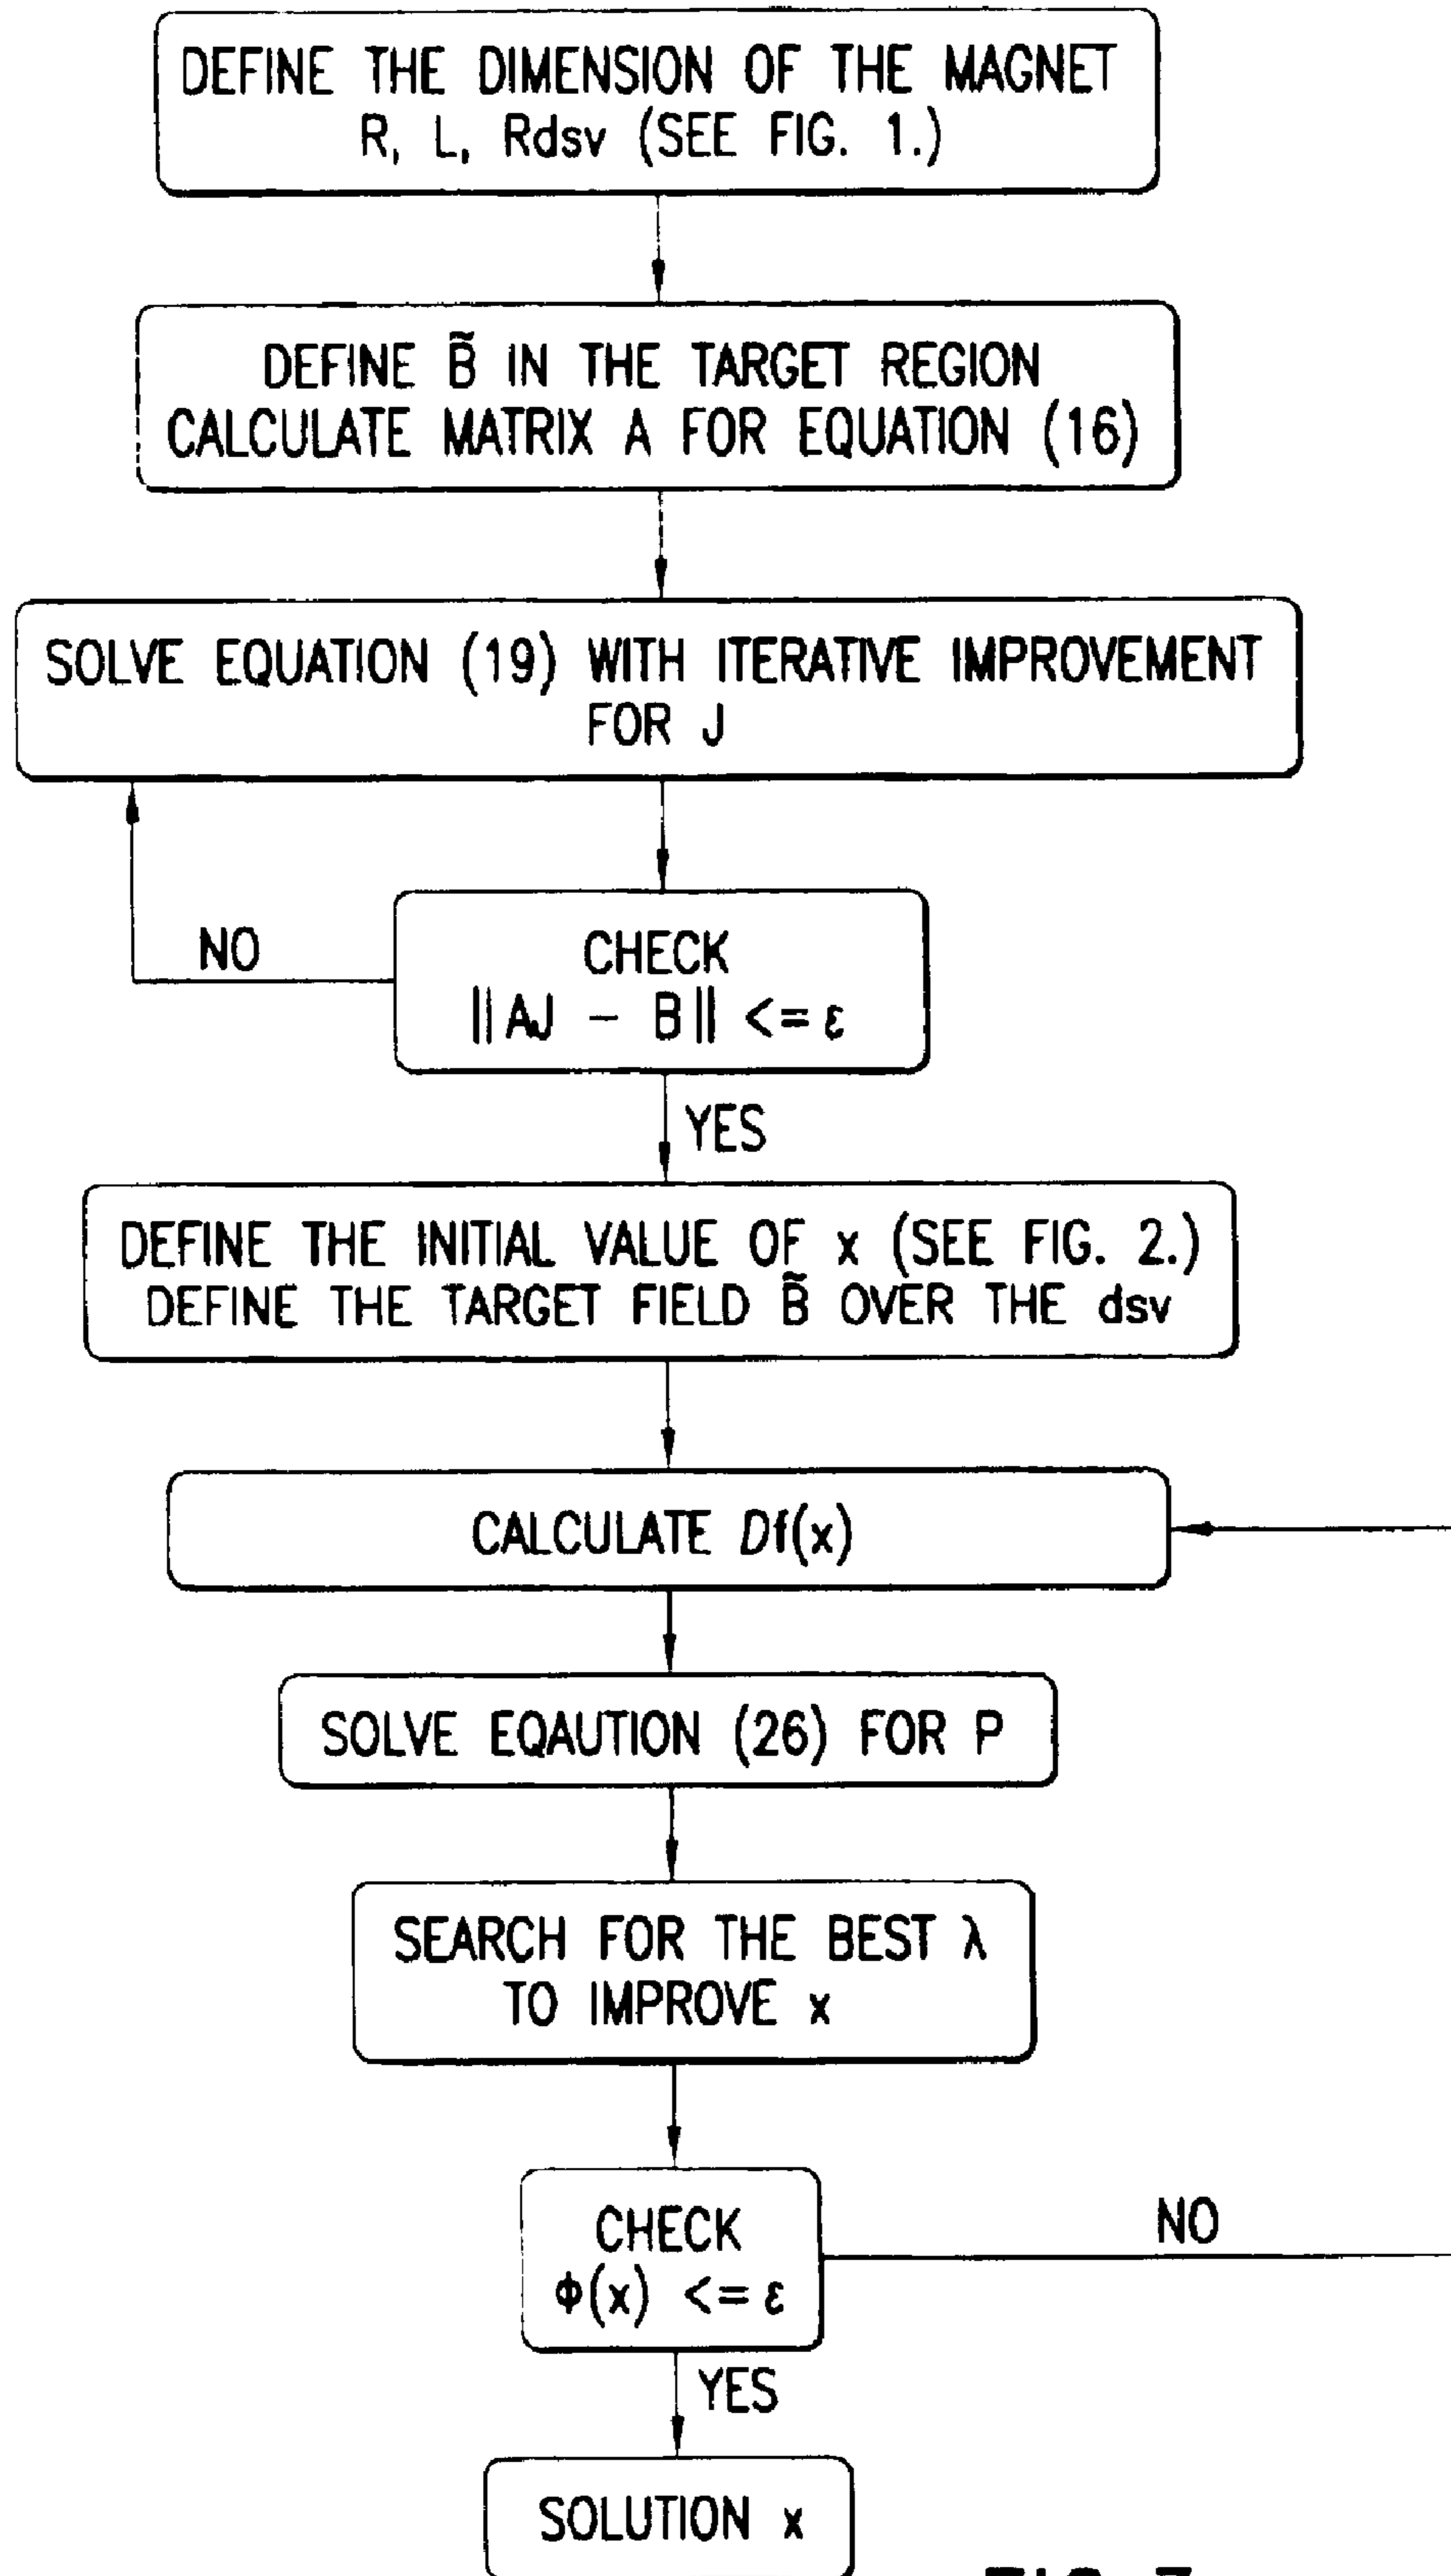 DEFINE THE DIMENSION OF THE MAGNET
R, L, Rdsv (SEE FIG. 1.)
DEFINE B̃ IN THE TARGET REGION
CALCULATE MATRIX A FOR EQUATION (16)
SOLVE EQUATION (19) WITH ITERATIVE IMPROVEMENT
FOR J
NO
CHECK
||AJ - B|| <= ε
YES
DEFINE THE INITIAL VALUE OF x (SEE FIG. 2.)
DEFINE THE TARGET FIELD B̃ OVER THE dsv
CALCULATE Df(x)
SOLVE EQAUTION (26) FOR P
SEARCH FOR THE BEST λ
TO IMPROVE x
CHECK
Φ(x) <= ε
NO
YES
SOLUTION x